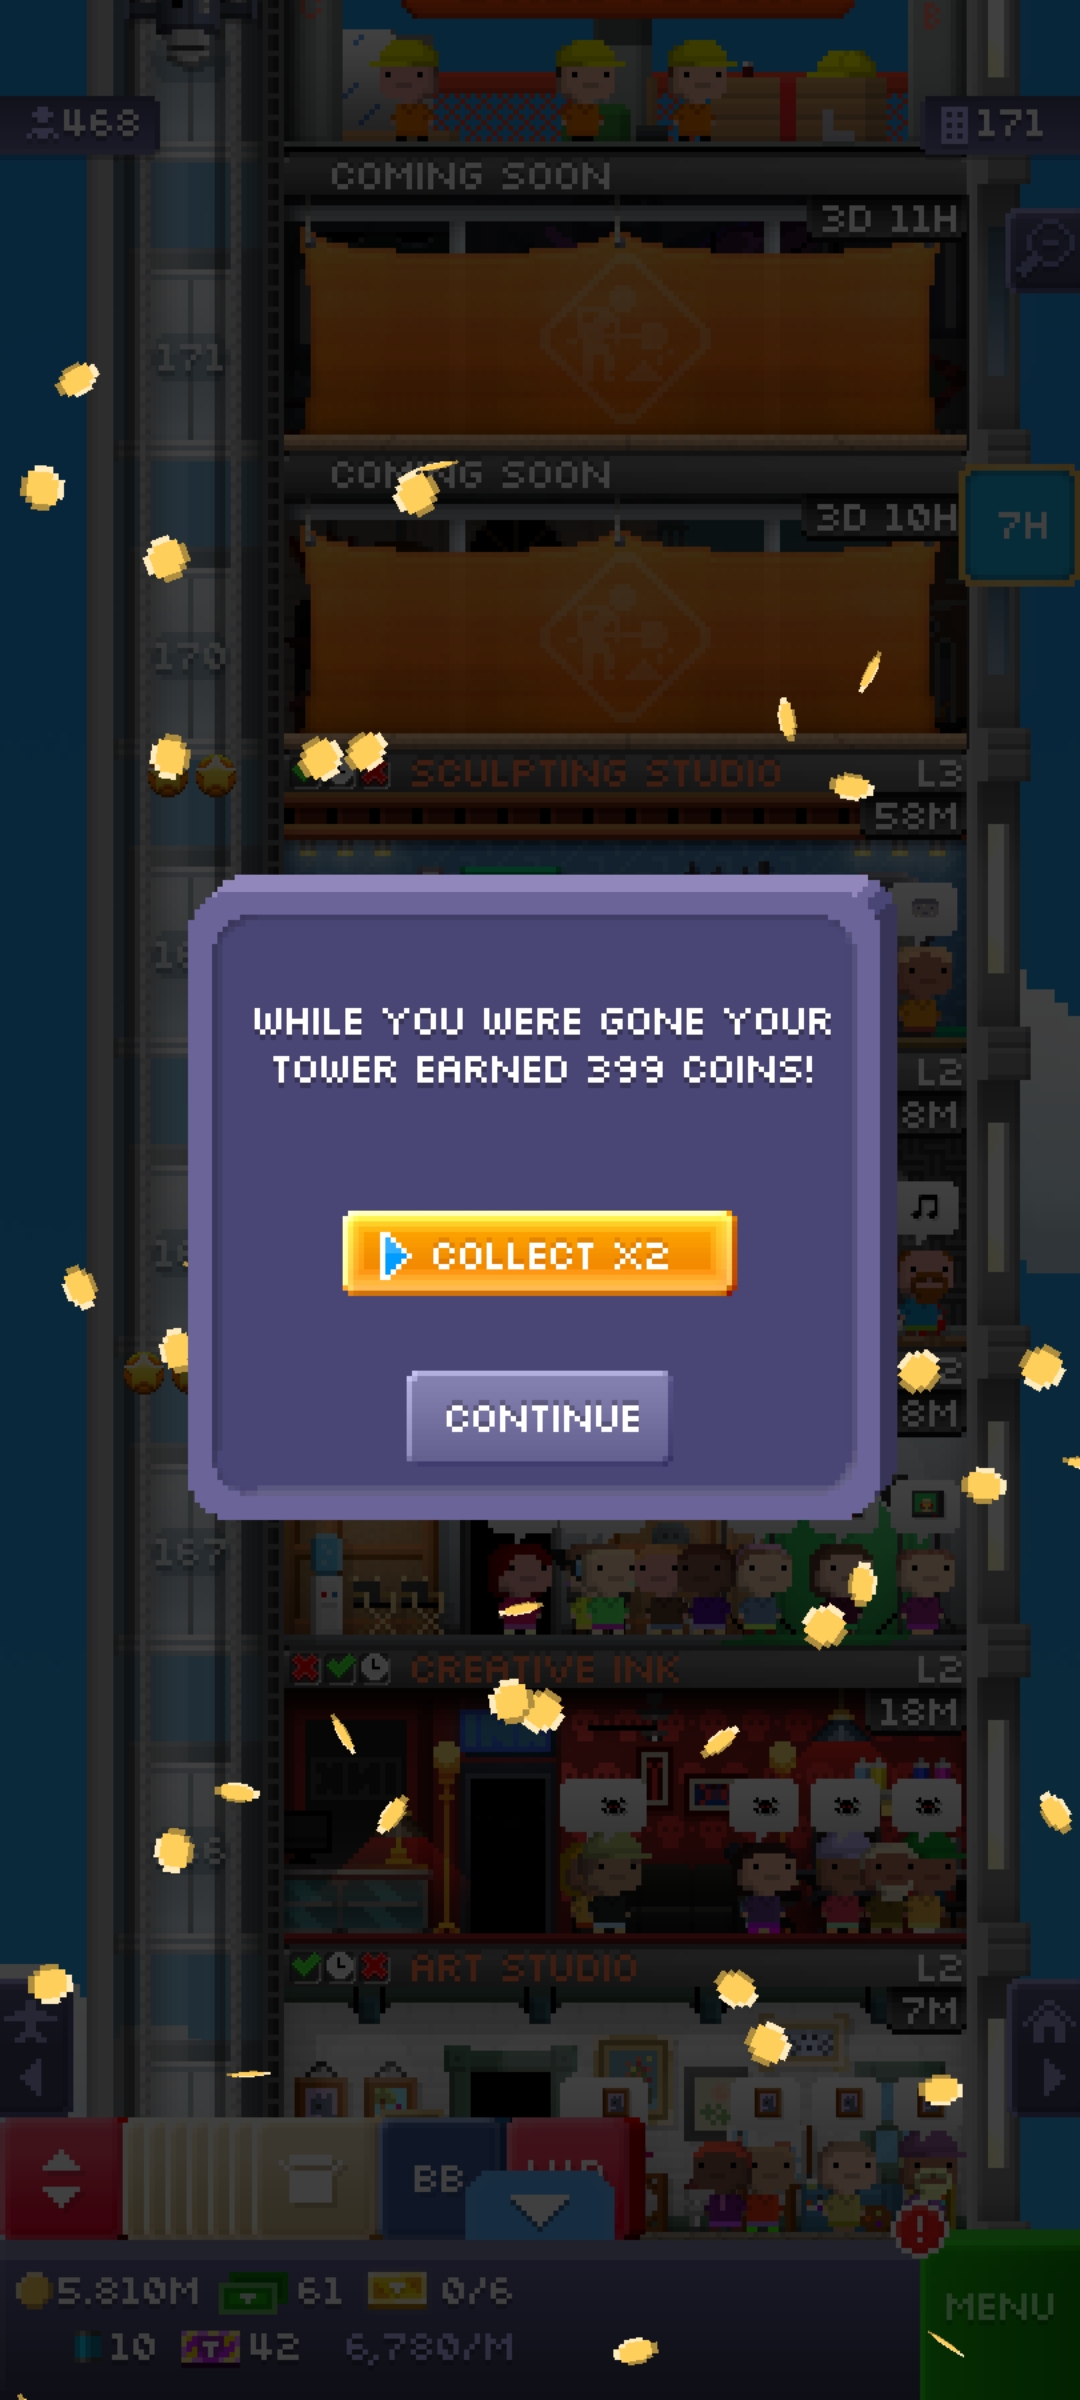 468
171
COMING SOON
3D 11H
171
COMING SOON
3D 10H
7H
170
SCULPTING STUDIO
L3
58M
WHILE YOU WERE GONE YOUR
TOWER EARNED 399 COINS!
L2
8M
COLLECT X2
8M
CONTINUE
167
CREATIVE INK
L2
18M
ART STUDIO
L2
7M
BB
5.810M
61
0/6
MENU
10
42
6,780/M